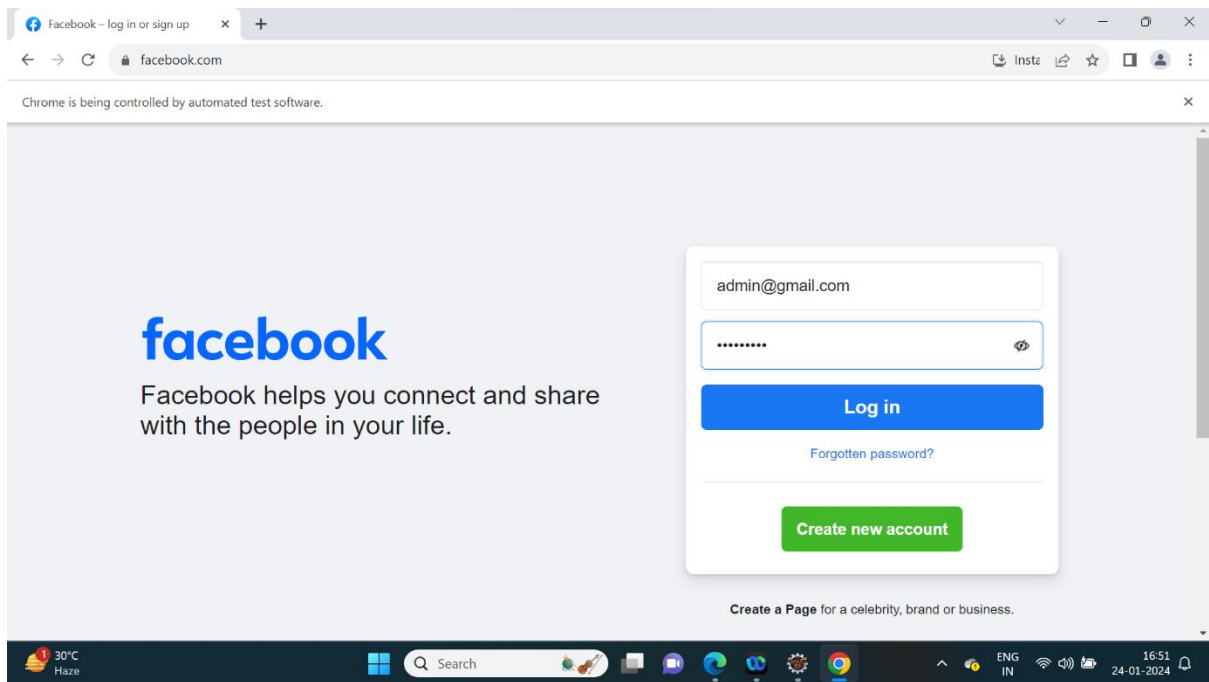 Facebook – log in or sign up
facebook.com
Insta
Chrome is being controlled by automated test software.
admin@gmail.com
•••••••••
facebook
Facebook helps you connect and share
with the people in your life.
Log in
Forgotten password?
Create new account
Create a Page for a celebrity, brand or business.
1
30°C
Haze
Search
ENG
IN
16:51
24-01-2024